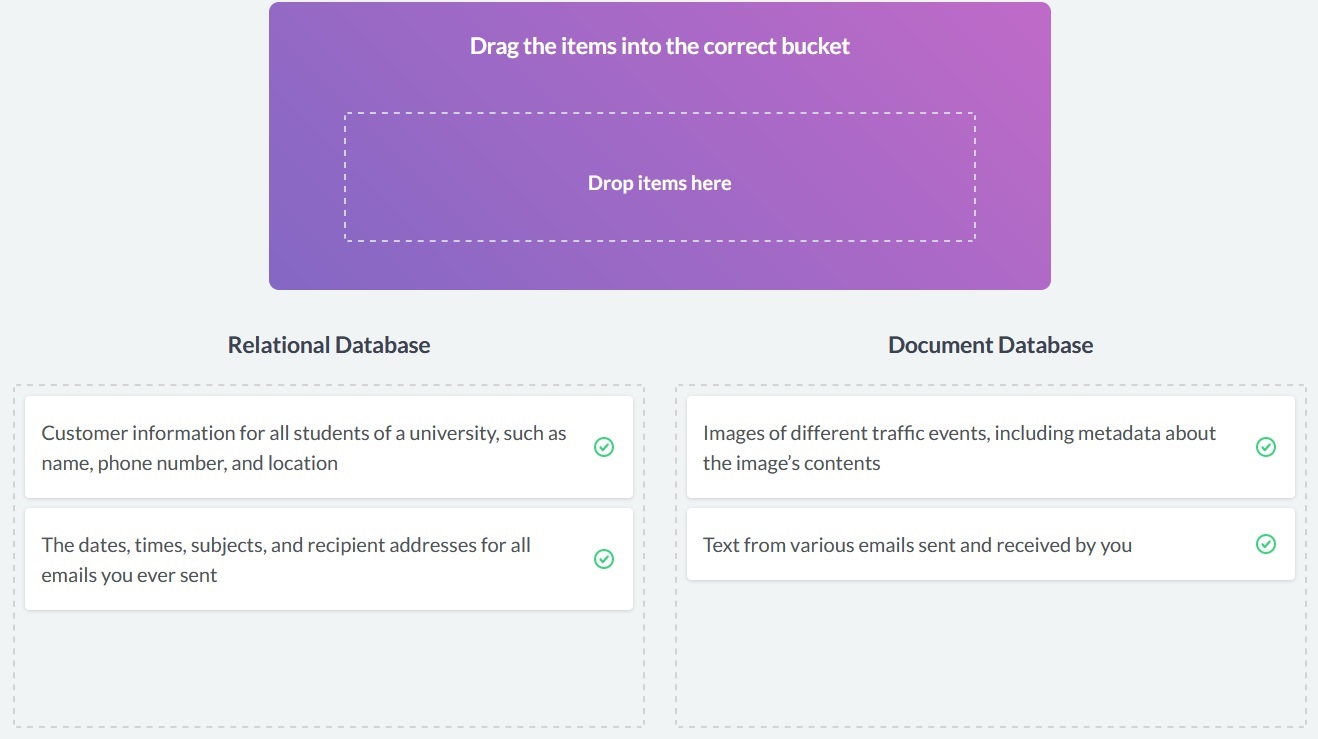 Drag the items into the correct bucket
Drop items here
Relational Database
Customer information for all students of a university, such as
name, phone number, and location
The dates, times, subjects, and recipient addresses for all
emails you ever sent
Document Database
Images of different traffic events, including metadata about
the image’s contents
Text from various emails sent and received by you